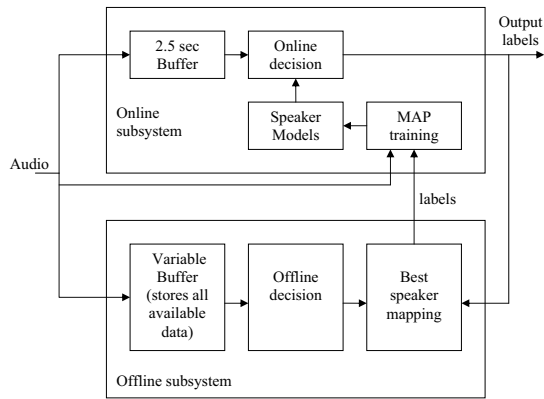 Output
labels
2.5 sec
Buffer
Online
decision
Online
subsystem
Speaker
Models
MAP
training
Audio
labels
Variable
Buffer
(stores all
available
data)
Offline
decision
Best
speaker
mapping
Offline subsystem